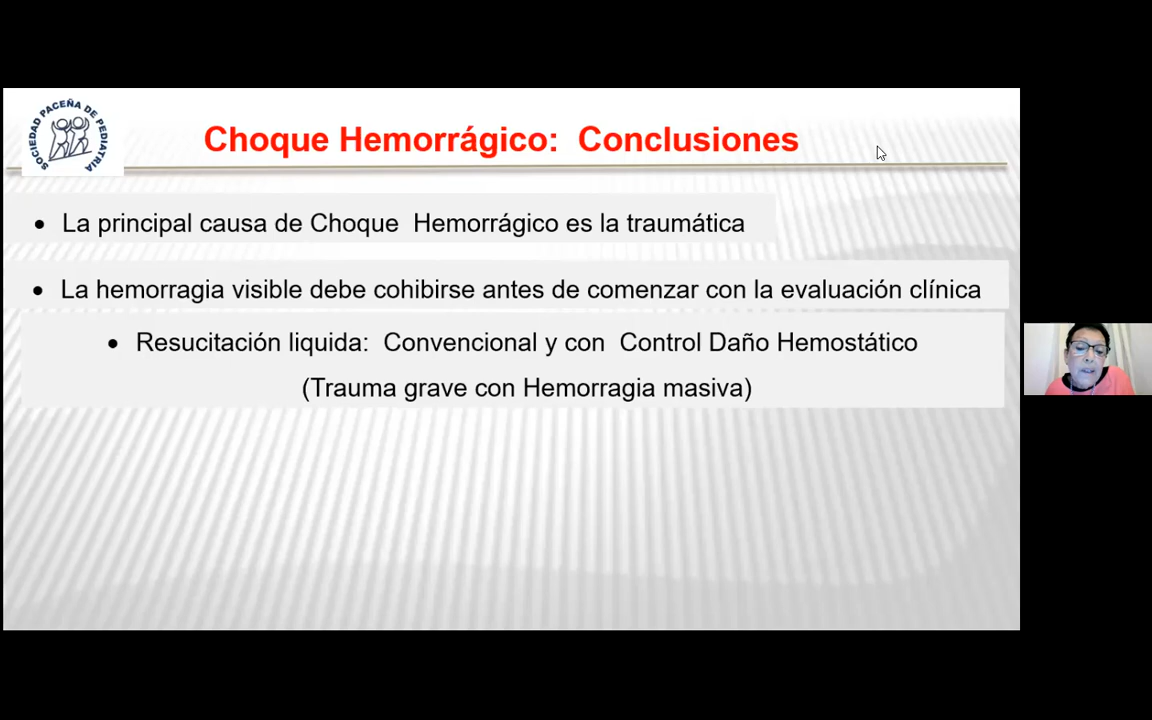 SOCIEDAD PACEÑA DE PEDIATRIA
Choque Hemorrágico:  Conclusiones
• La principal causa de Choque  Hemorrágico es la traumática
• La hemorragia visible debe cohibirse antes de comenzar con la evaluación clínica
• Resucitación liquida:  Convencional y con  Control Daño Hemostático
(Trauma grave con Hemorragia masiva)